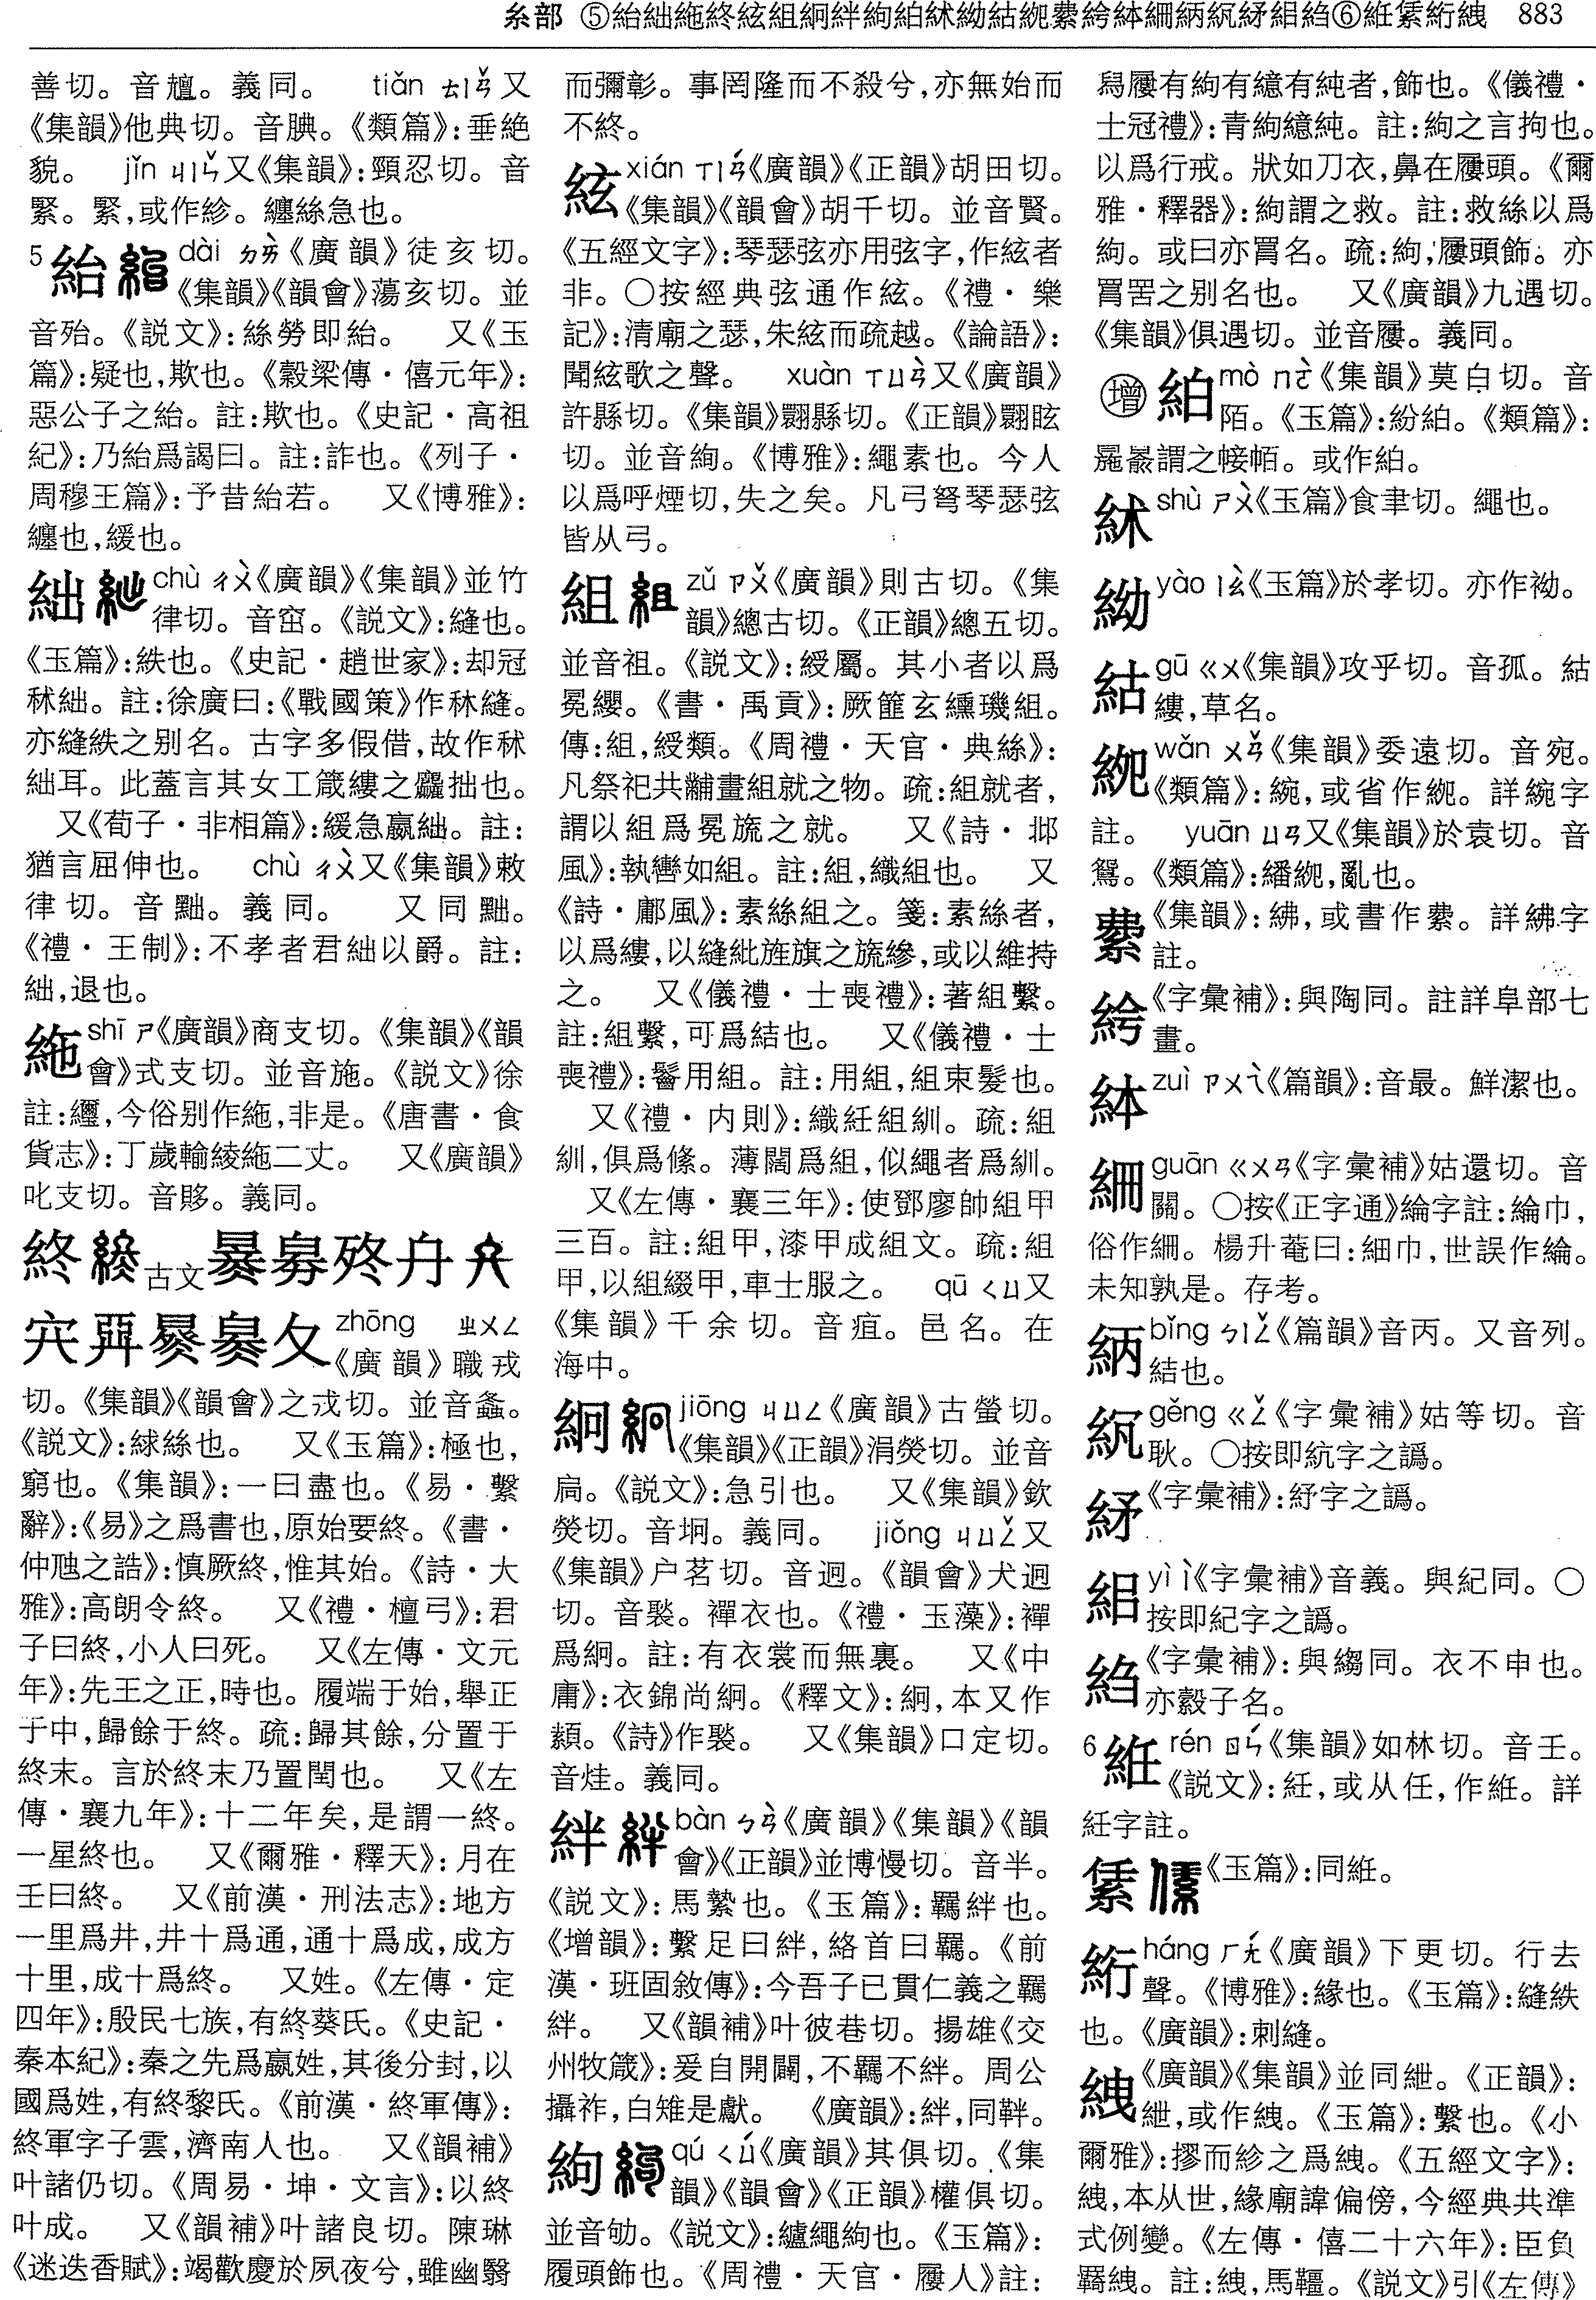 糸部 ⑤紿絀絁終絃組絅絆絢紙紻紨絉紬絍 883
善切。音䄠。義同。 tiǎn ㄊㄧㄢˇ又
《集韻》他典切。音腆。《類篇》:垂絶
貌。 jǐn ㄐㄧㄣˇ又《集韻》:頸忍切。音
緊。緊,或作紾。纏絲急也。
5 紿 dài ㄉㄞˋ《廣韻》徒亥切。
《集韻》《韻會》蕩亥切。並
音殆。《説文》:絲勞即紿。 又《玉
篇》:疑也,欺也。《穀梁傳·僖元年》:
惡公子之紿。註:欺也。《史記·高祖
紀》:乃紿爲謁曰。註:詐也。《列子·
周穆王篇》:予昔紿若。 又《博雅》:
纏也,緩也。
絀 chù ㄔㄨˋ《廣韻》《集韻》並竹
律切。音窋。《説文》:縫也。
《玉篇》:紩也。《史記·趙世家》:却冠
秫絀。註:徐廣曰:《戰國策》作秫縫。
亦縫紩之别名。古字多假借,故作秫
絀耳。此蓋言其女工箴縷之麤拙也。
又《荀子·非相篇》:緩急嬴絀。註:
猶言屈伸也。 chù ㄔㄨˋ又《集韻》敕
律切。音黜。義同。 又同黜。
《禮·王制》:不孝者君絀以爵。註:
絀,退也。
絁 shī ㄕ《廣韻》商支切。《集韻》《韻
會》式支切。並音施。《説文》徐
註:纚,今俗别作絁,非是。《唐書·食
貨志》:丁歲輸綾絁二丈。 又《廣韻》
叱支切。音眵。義同。
終 古文
zhōng ㄓㄨㄥ
《廣韻》職戎
切。《集韻》《韻會》之戎切。並音螽。
《説文》:絿絲也。 又《玉篇》:極也,
窮也。《集韻》:一曰盡也。《易·繫
辭》:《易》之爲書也,原始要終。《書·
仲虺之誥》:慎厥終,惟其始。《詩·大
雅》:高朗令終。 又《禮·檀弓》:君
子曰終,小人曰死。 又《左傳·文元
年》:先王之正,時也。履端于始,舉正
于中,歸餘于終。疏:歸其餘,分置于
終末。言於終末乃置閏也。 又《左
傳·襄九年》:十二年矣,是謂一終。
一星終也。 又《爾雅·釋天》:月在
壬曰終。 又《前漢·刑法志》:地方
一里爲井,井十爲通,通十爲成,成方
十里,成十爲終。 又姓。《左傳·定
四年》:殷民七族,有終葵氏。《史記·
秦本紀》:秦之先爲嬴姓,其後分封,以
國爲姓,有終黎氏。《前漢·終軍傳》:
終軍字子雲,濟南人也。 又《韻補》
叶諸仍切。《周易·坤·文言》:以終
叶成。 又《韻補》叶諸良切。陳琳
《迷迭香賦》:竭歡慶於夙夜兮,雖幽翳
而彌彰。事罔隆而不殺兮,亦無始而
不終。
絃 xián ㄒㄧㄢˊ《廣韻》《正韻》胡田切。
《集韻》《韻會》胡千切。並音賢。
《五經文字》:琴瑟弦亦用弦字,作絃者
非。○按經典弦通作絃。《禮·樂
記》:清廟之瑟,朱絃而疏越。《論語》:
聞絃歌之聲。 xuàn ㄒㄩㄢˋ又《廣韻》
許縣切。《集韻》翾縣切。《正韻》翾眩
切。並音絢。《博雅》:繩素也。今人
以爲呼煙切,失之矣。凡弓弩琴瑟弦
皆从弓。
組 zǔ ㄗㄨˇ《廣韻》則古切。《集
韻》總古切。《正韻》總五切。
並音祖。《説文》:綬屬。其小者以爲
冕纓。《書·禹貢》:厥篚玄纁璣組。
傳:組,綬類。《周禮·天官·典絲》:
凡祭祀共黼畫組就之物。疏:組就者,
謂以組爲冕旒之就。 又《詩·邶
風》:執轡如組。註:組,織組也。 又
《詩·鄘風》:素絲組之。箋:素絲者,
以爲縷,以縫紕旌旗之旒縿,或以維持
之。 又《儀禮·士喪禮》:著組繫。
註:組繫,可爲結也。 又《儀禮·士
喪禮》:鬠用組。註:用組,組束髮也。
又《禮·内則》:織紝組紃。疏:組
紃,俱爲絛。薄闊爲組,似繩者爲紃。
又《左傳·襄三年》:使鄧廖帥組甲
三百。註:組甲,漆甲成組文。疏:組
甲,以組綴甲,車士服之。 qū ㄑㄩ又
《集韻》千余切。音疽。邑名。在
海中。
絅 jiōng ㄐㄩㄥ《廣韻》古螢切。
《集韻》《正韻》涓熒切。並音
扃。《説文》:急引也。 又《集韻》欽
熒切。音坰。義同。 jiǒng ㄐㄩㄥˇ又
《集韻》户茗切。音迥。《韻會》犬迥
切。音褧。襌衣也。《禮·玉藻》:襌
爲絅。註:有衣裳而無裏。 又《中
庸》:衣錦尚絅。《釋文》:絅,本又作
熲。《詩》作褧。 又《集韻》口定切。
音烓。義同。
絆 bàn ㄅㄢˋ《廣韻》《集韻》《韻
會》《正韻》並博慢切。音半。
《説文》:馬縶也。《玉篇》:羈絆也。
《增韻》:繫足曰絆,絡首曰羈。《前
漢·班固敘傳》:今吾子已貫仁義之羈
絆。 又《韻補》叶彼巷切。揚雄《交
州牧箴》:爰自開闢,不羈不絆。周公
攝祚,白雉是獻。 《廣韻》:絆,同靽。
絇 qú ㄑㄩˊ《廣韻》其俱切。《集
韻》《韻會》《正韻》權俱切。
並音劬。《説文》:纑繩絇也。《玉篇》:
履頭飾也。《周禮·天官·屨人》註:
舄屨有絇有繶有純者,飾也。《儀禮·
士冠禮》:青絇繶純。註:絇之言拘也。
以爲行戒。狀如刀衣,鼻在屨頭。《爾
雅·釋器》:絇謂之救。註:救絲以爲
絇。或曰亦罥名。疏:絇,屨頭飾。亦
罥罟之别名也。 又《廣韻》九遇切。
《集韻》俱遇切。並音屨。義同。
增 絈 mò ㄇㄛˋ《集韻》莫白切。音
陌。《玉篇》:紛絈。《類篇》:
謂之㡋帞。或作絈。
紌 shù ㄕㄨˋ《玉篇》食聿切。繩也。
 yào ㄧㄠˋ《玉篇》於孝切。亦作袎。
 gū ㄍㄨ《集韻》攻乎切。音孤。結
縷,草名。
 wǎn ㄨㄢˇ《集韻》委遠切。音宛。
《類篇》:綩,或省作䋄。詳綩字
註。 yuān ㄩㄢ又《集韻》於袁切。音
鴛。《類篇》:繙䋄,亂也。
《集韻》:紼,或書作綮。詳紼字
註。
《字彙補》:與陶同。註詳阜部七
畫。
 zuì ㄗㄨㄟˋ《篇韻》:音最。鮮潔也。
 guān ㄍㄨㄢ《字彙補》姑還切。音
關。○按《正字通》綸字註:綸巾,
俗作䌾。楊升菴曰:細巾,世誤作綸。
未知孰是。存考。
 bǐng ㄅㄧㄥˇ《篇韻》音丙。又音列。
結也。
 gěng ㄍㄥˇ《字彙補》姑等切。音
耿。○按即統字之譌。
《字彙補》:紓字之譌。
 yì ㄧˋ《字彙補》音義。與紀同。○
按即紀字之譌。
《字彙補》:與縐同。衣不申也。
亦縠子名。
6 絍 rén ㄖㄣˊ《集韻》如林切。音壬。
《説文》:紝,或从任,作絍。詳
紝字註。
《玉篇》:同絍。
絎 háng ㄏㄤˊ《廣韻》下更切。行去
聲。《博雅》:緣也。《玉篇》:縫紩
也。《廣韻》:刺縫。
絏 《廣韻》《集韻》並同紲。《正韻》:
紲,或作絏。《玉篇》:繫也。《小
爾雅》:摎而紾之爲絏。《五經文字》:
絏,本从世,緣廟諱偏傍,今經典共準
式例變。《左傳·僖二十六年》:臣負
羈絏。註:絏,馬韁。《説文》引《左傳》